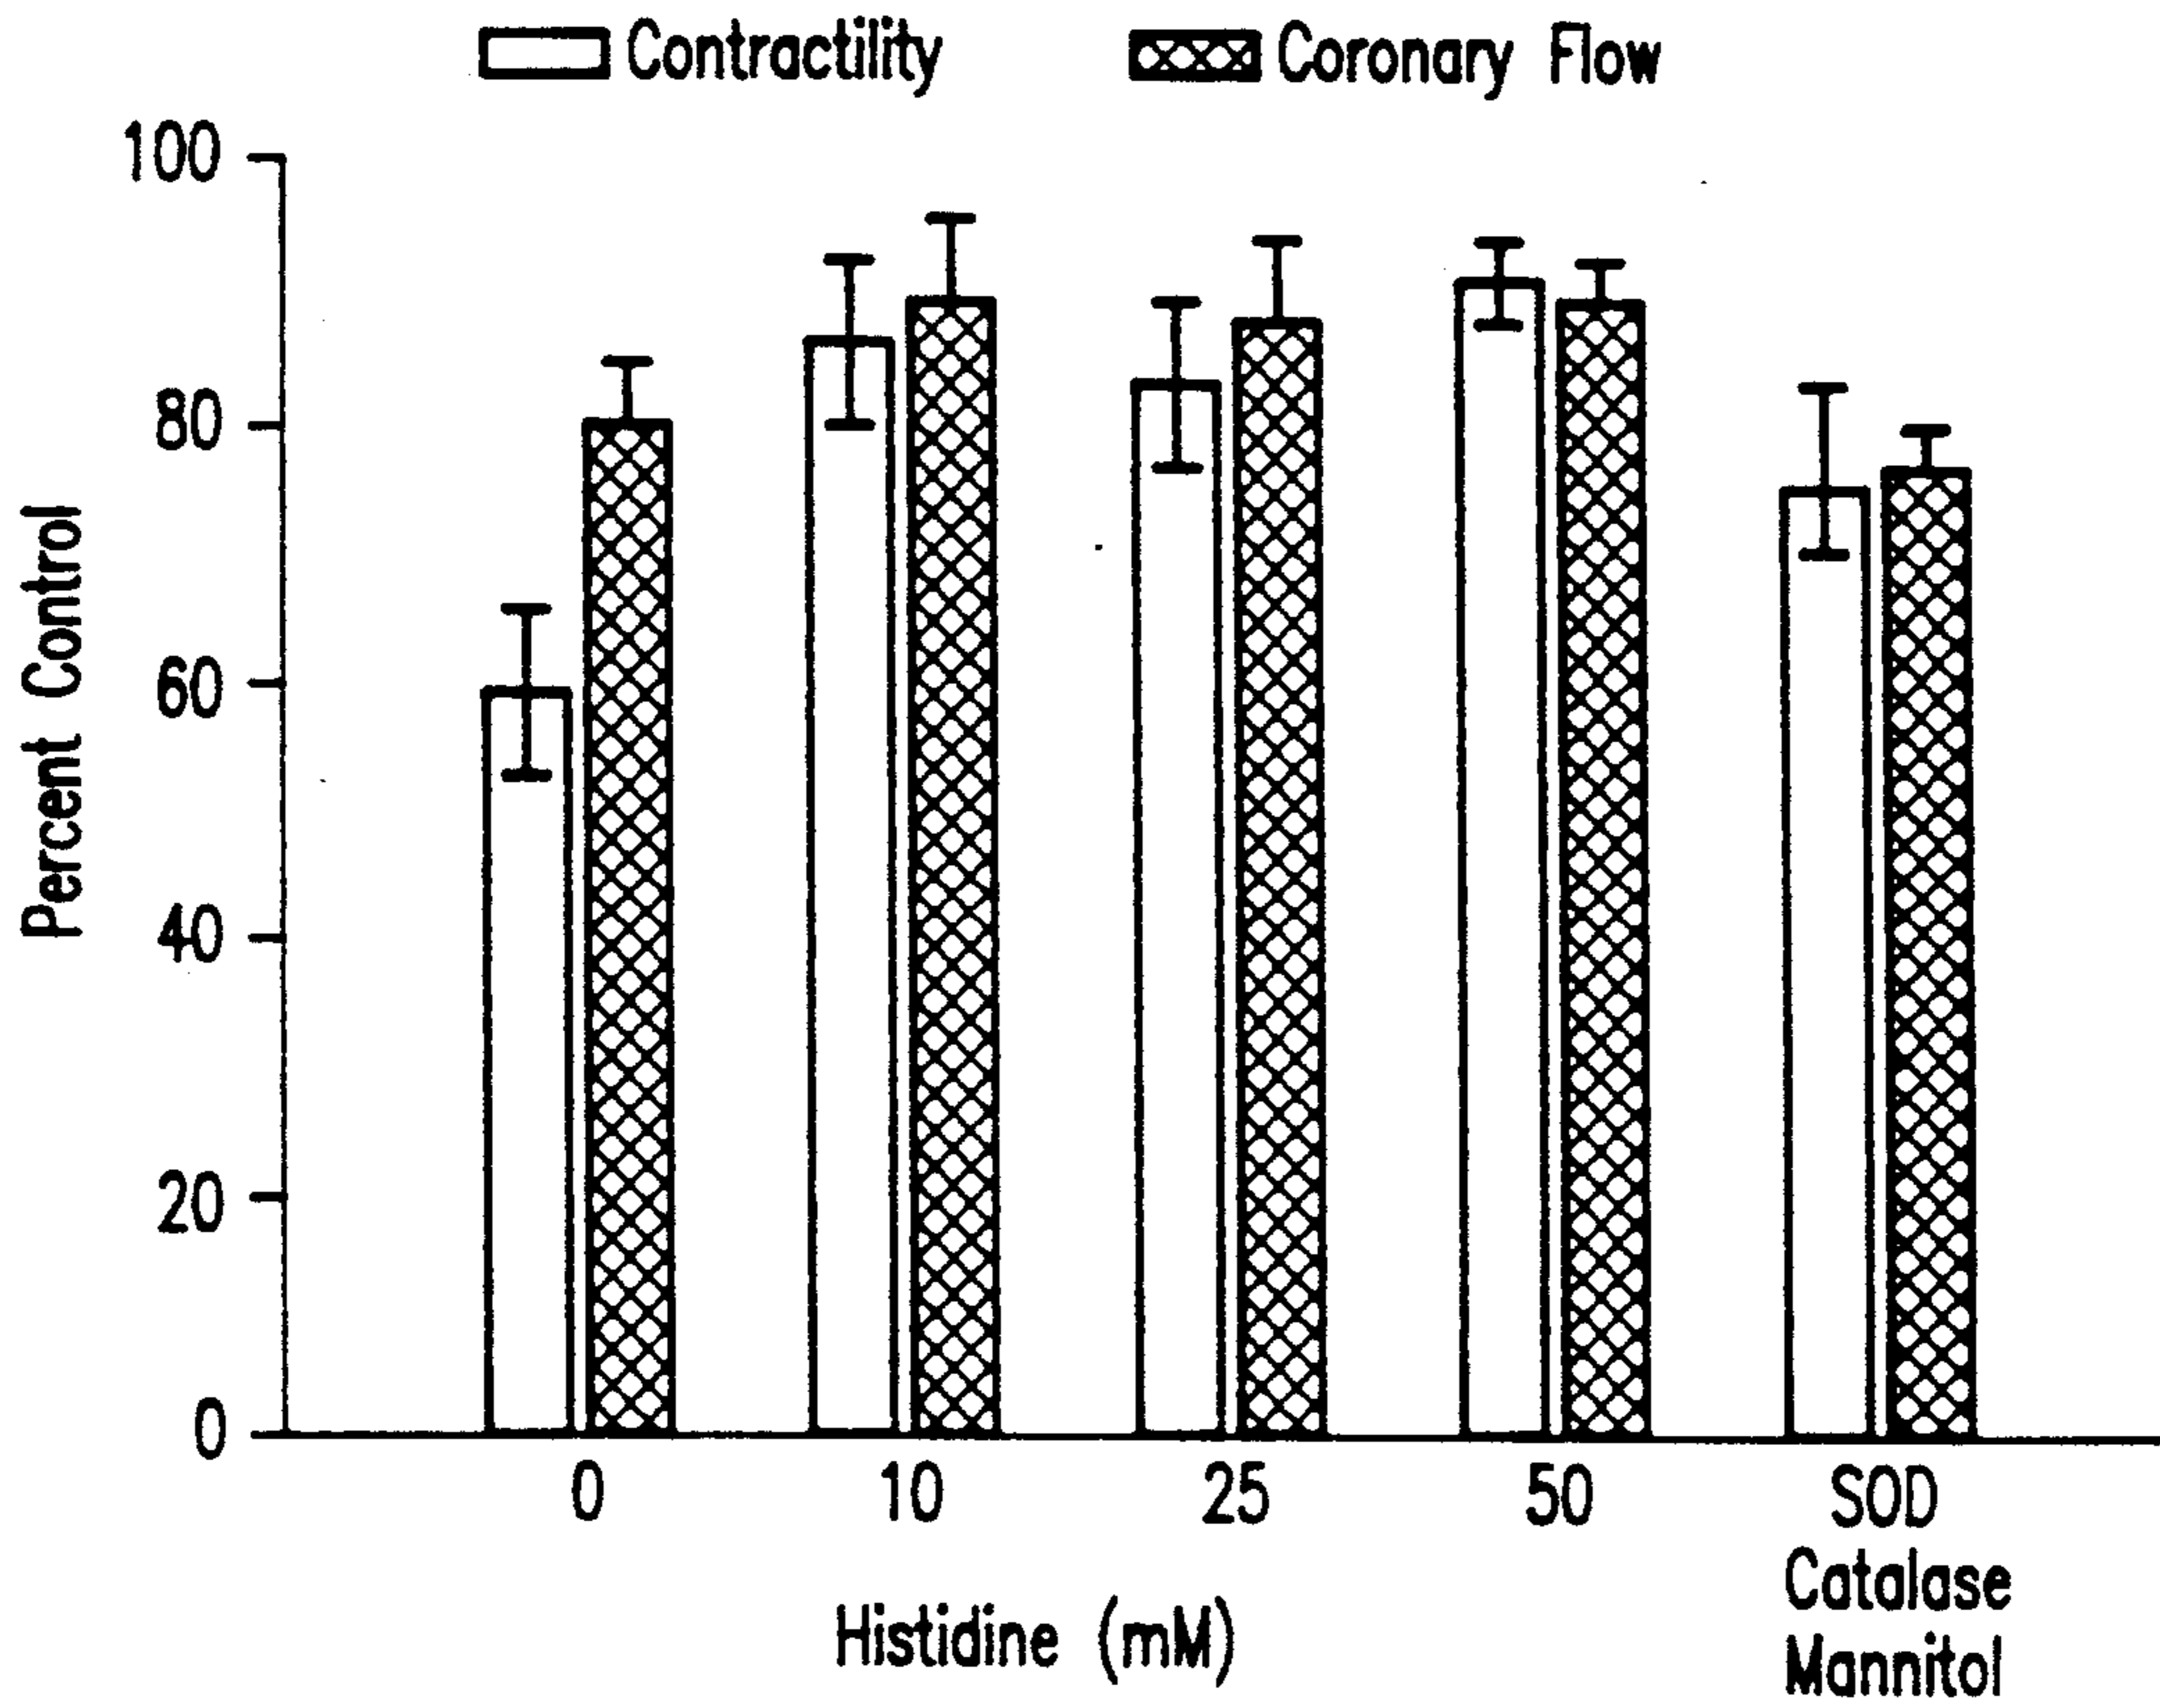 Contractility
Coronary Flow
100
80
60
40
20
0
Percent Control
0
10
25
50
SOD
Catalase
Mannitol
Histidine (mM)